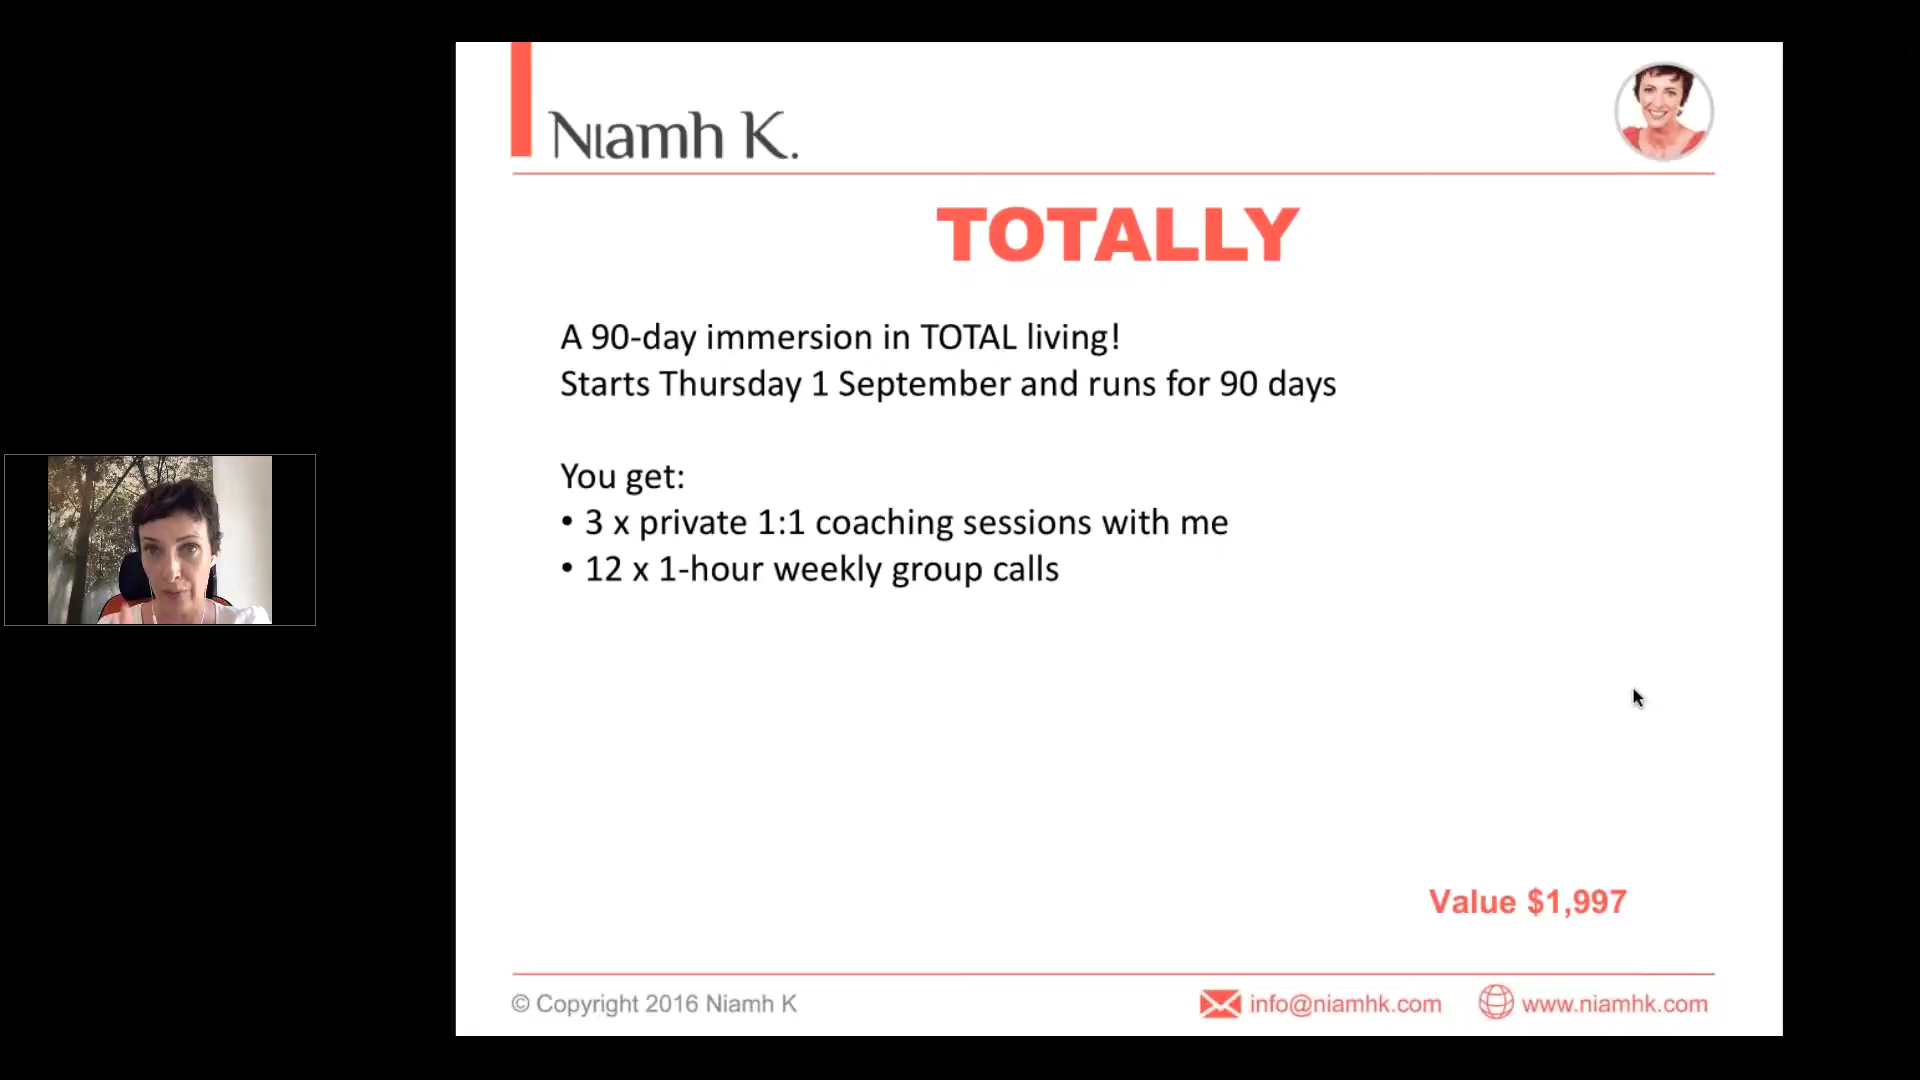 Niamh K.
TOTALLY
A 90-day immersion in TOTAL living!
Starts Thursday 1 September and runs for 90 days
You get:
• 3 x private 1:1 coaching sessions with me
• 12 x 1-hour weekly group calls
Value $1,997
© Copyright 2016 Niamh K
info@niamhk.com
www.niamhk.com